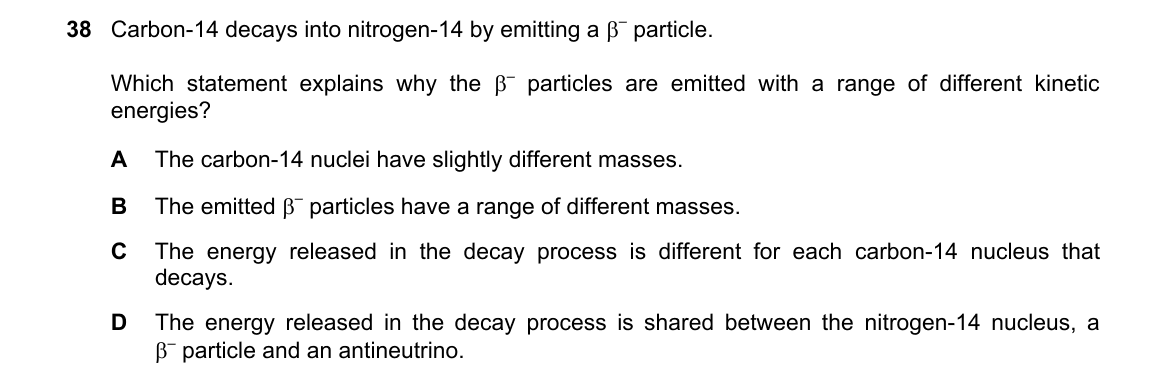 38 Carbon-14 decays into nitrogen-14 by emitting a β⁻ particle.
Which statement explains why the β⁻ particles are emitted with a range of different kinetic
energies?
A The carbon-14 nuclei have slightly different masses.
B The emitted β⁻ particles have a range of different masses.
C The energy released in the decay process is different for each carbon-14 nucleus that
decays.
D The energy released in the decay process is shared between the nitrogen-14 nucleus, a
β⁻ particle and an antineutrino.